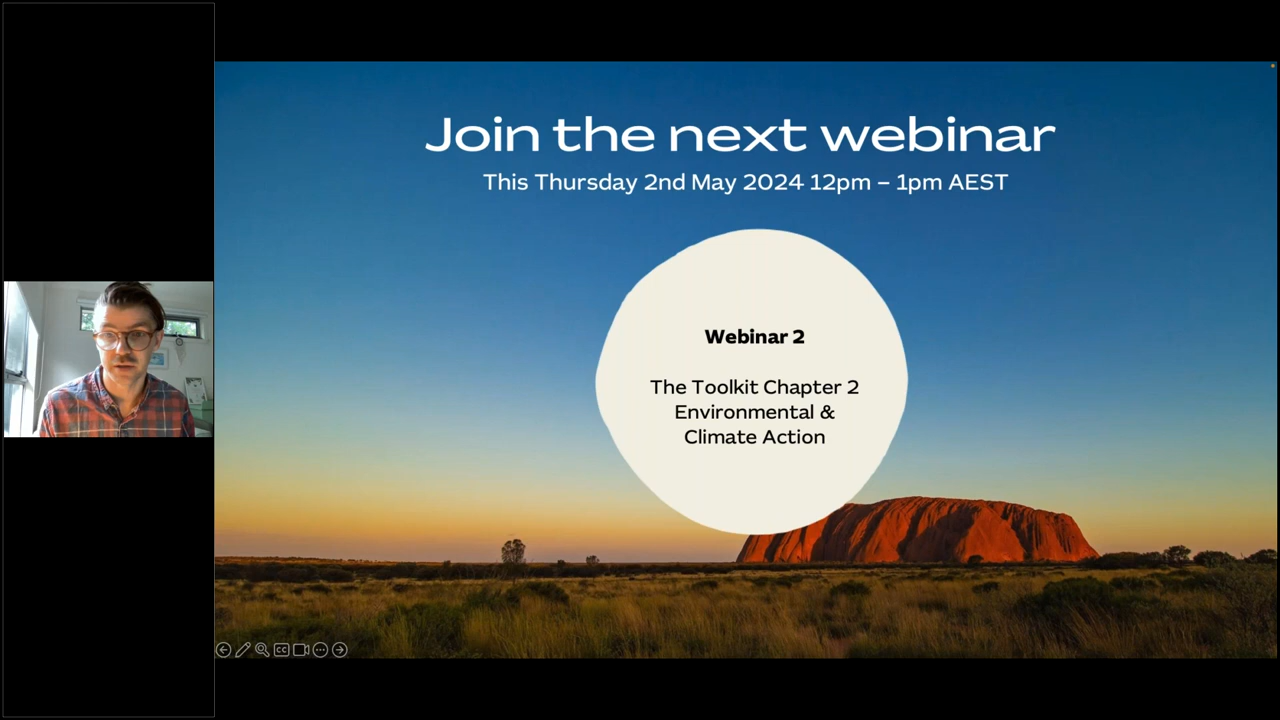 Join the next webinar
This Thursday 2nd May 2024 12pm – 1pm AEST
Webinar 2
The Toolkit Chapter 2
Environmental &
Climate Action
CC